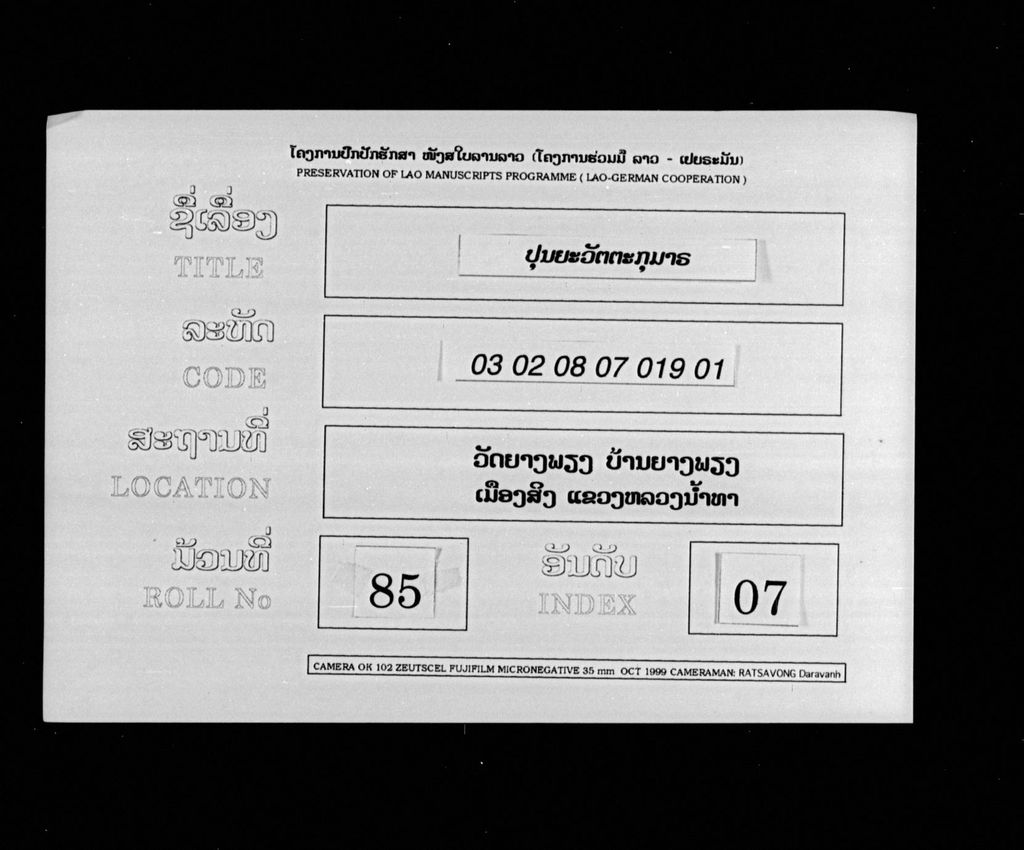 ໂຄງການປົກປັກຮັກສາ ໜັງສືໃບລານລາວ (ໂຄງການຮ່ວມມື ລາວ - ເຢຍຣະມັນ)
PRESERVATION OF LAO MANUSCRIPTS PROGRAMME ( LAO-GERMAN COOPERATION )
ຊື່ເລື່ອງ
TITLE
ປຸນຍະວັຕຕະກຸມາຣ
ລະຫັດ
CODE
03 02 08 07 019 01
ສະຖານທີ່
LOCATION
ວັດຍາງພຽງ ບ້ານຍາງພຽງ
ເມືອງສິງ ແຂວງຫລວງນ້ຳທາ
ມ້ວນທີ່
ROLL No
85
ອັນດັບ
INDEX
07
CAMERA OK 102 ZEUTSCEL FUJIFILM MICRONEGATIVE 35 mm OCT 1999 CAMERAMAN: RATSAVONG Daravanh